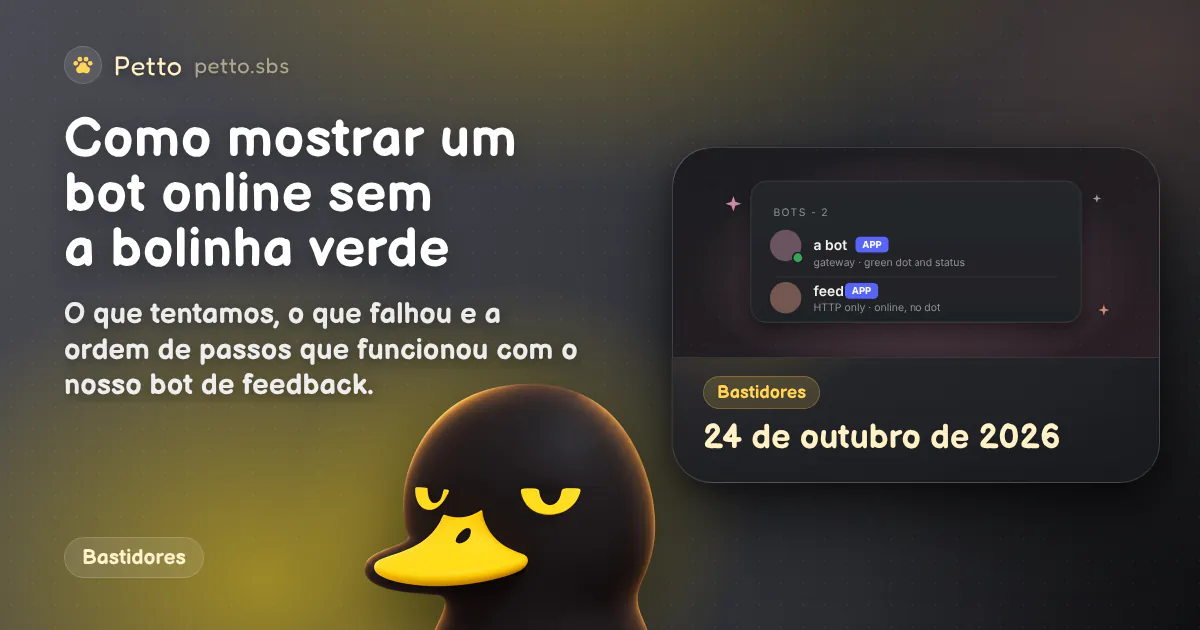 Petto petto.sbs
Como mostrar um
bot online sem
a bolinha verde
O que tentamos, o que falhou e a
ordem de passos que funcionou com o
nosso bot de feedback.
Bastidores
BOTS - 2
a bot APP
gateway · green dot and status
feed APP
HTTP only · online, no dot
Bastidores
24 de outubro de 2026